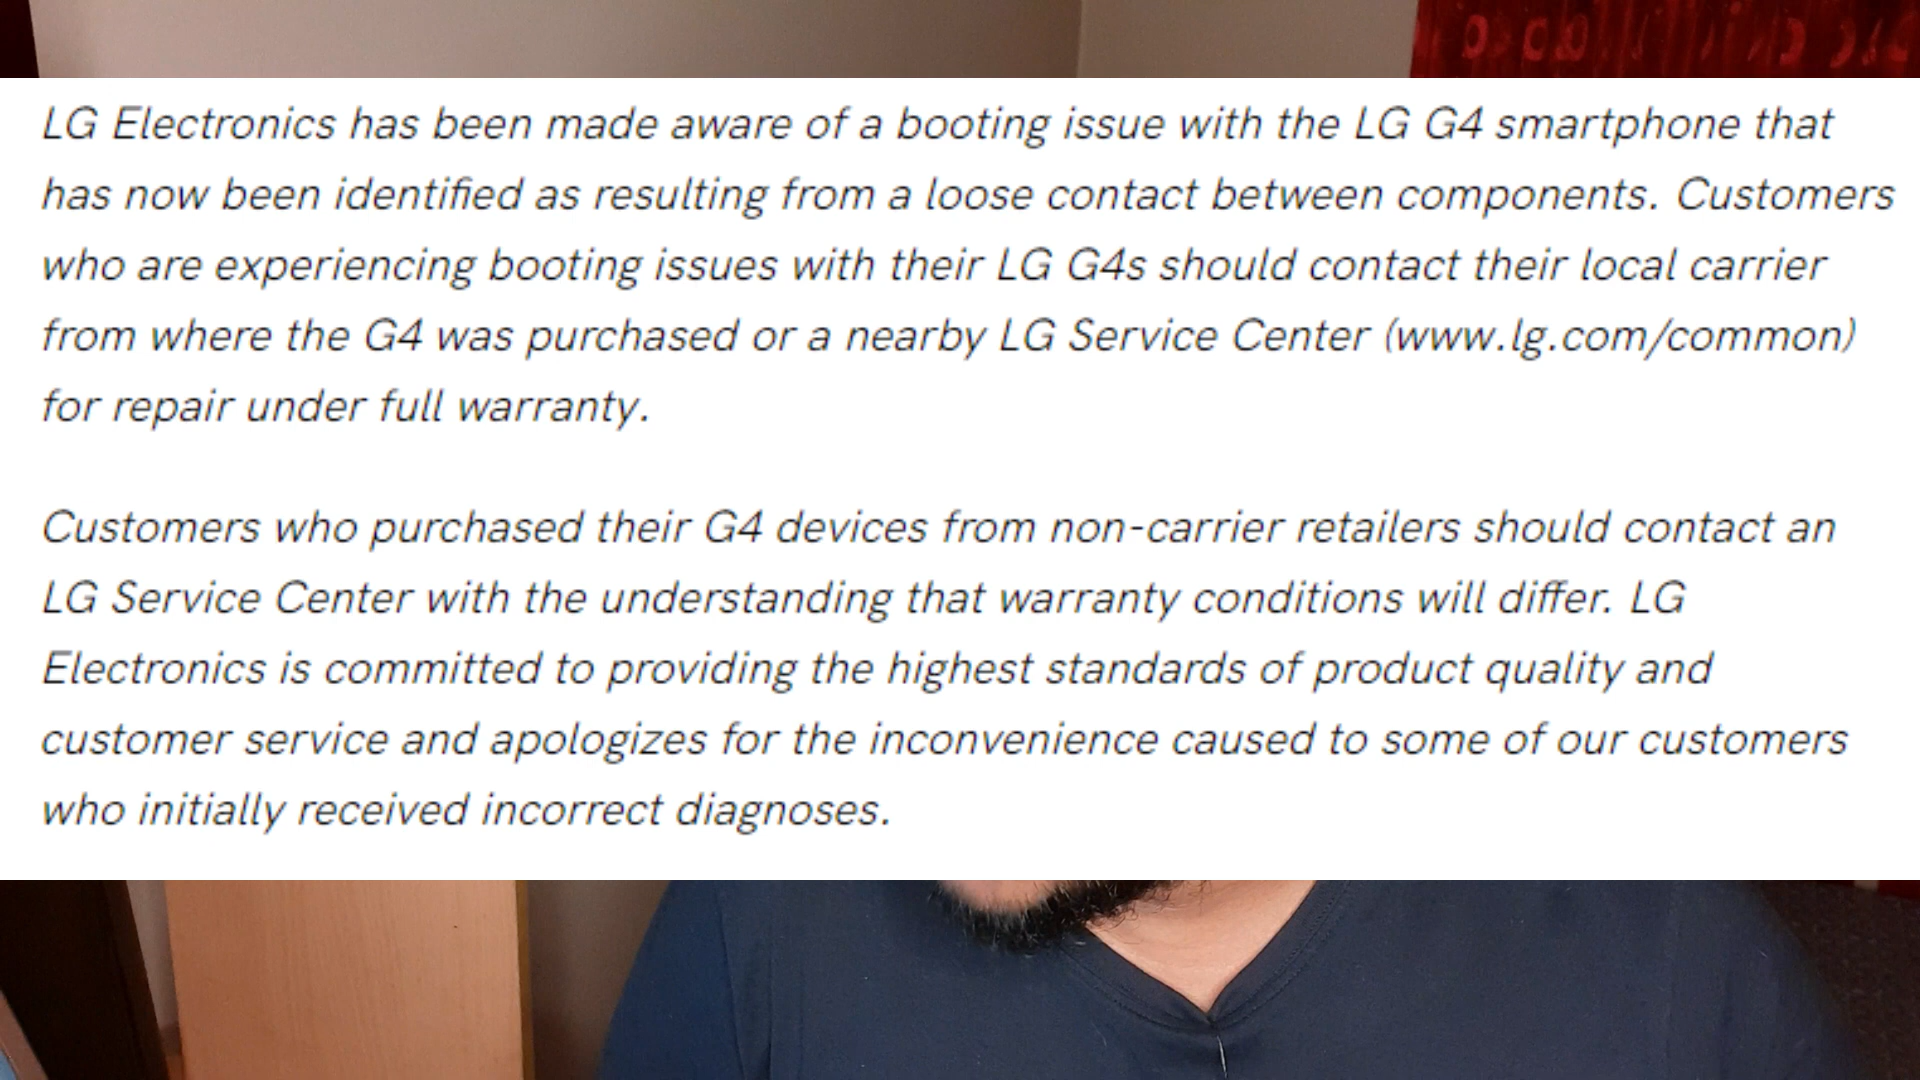 LG Electronics has been made aware of a booting issue with the LG G4 smartphone that
has now been identified as resulting from a loose contact between components. Customers
who are experiencing booting issues with their LG G4s should contact their local carrier
from where the G4 was purchased or a nearby LG Service Center (www.lg.com/common)
for repair under full warranty.
Customers who purchased their G4 devices from non-carrier retailers should contact an
LG Service Center with the understanding that warranty conditions will differ. LG
Electronics is committed to providing the highest standards of product quality and
customer service and apologizes for the inconvenience caused to some of our customers
who initially received incorrect diagnoses.